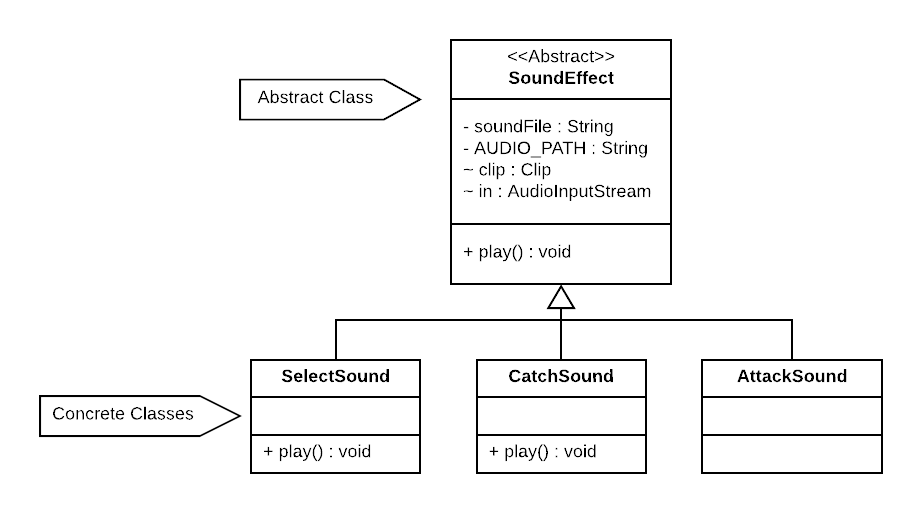 <<Abstract>>
SoundEffect
Abstract Class
- soundFile : String
- AUDIO_PATH : String
~ clip : Clip
~ in : AudioInputStream
+ play() : void
SelectSound
CatchSound
AttackSound
Concrete Classes
+ play() : void
+ play() : void